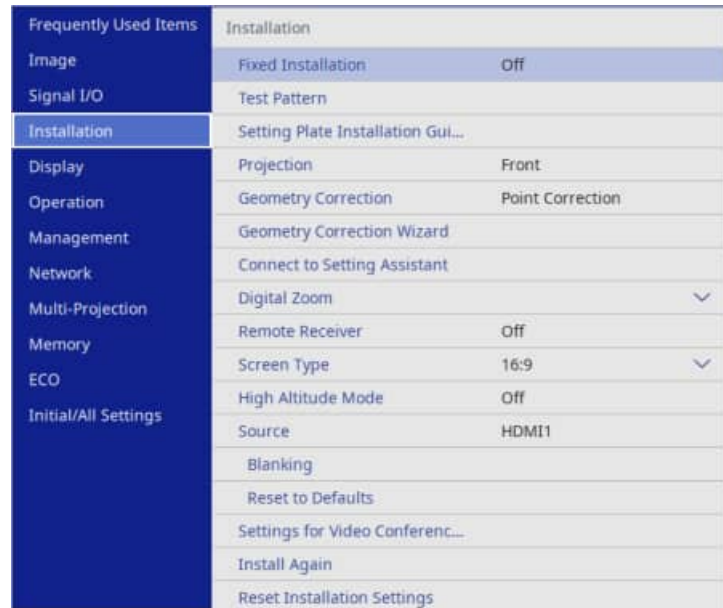 Frequently Used Items
Image
Signal I/O
Installation
Display
Operation
Management
Network
Multi-Projection
Memory
ECO
Initial/All Settings
Installation
Fixed Installation Off
Test Pattern
Setting Plate Installation Gui...
Projection Front
Geometry Correction Point Correction
Geometry Correction Wizard
Connect to Setting Assistant
Digital Zoom
Remote Receiver Off
Screen Type 16:9
High Altitude Mode Off
Source HDMI1
Blanking
Reset to Defaults
Settings for Video Conferenc...
Install Again
Reset Installation Settings